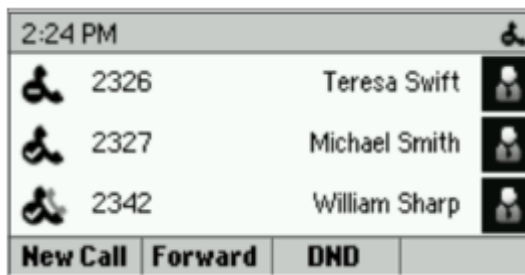 2:24 PM
2326 Teresa Swift
2327 Michael Smith
2342 William Sharp
New Call Forward DND